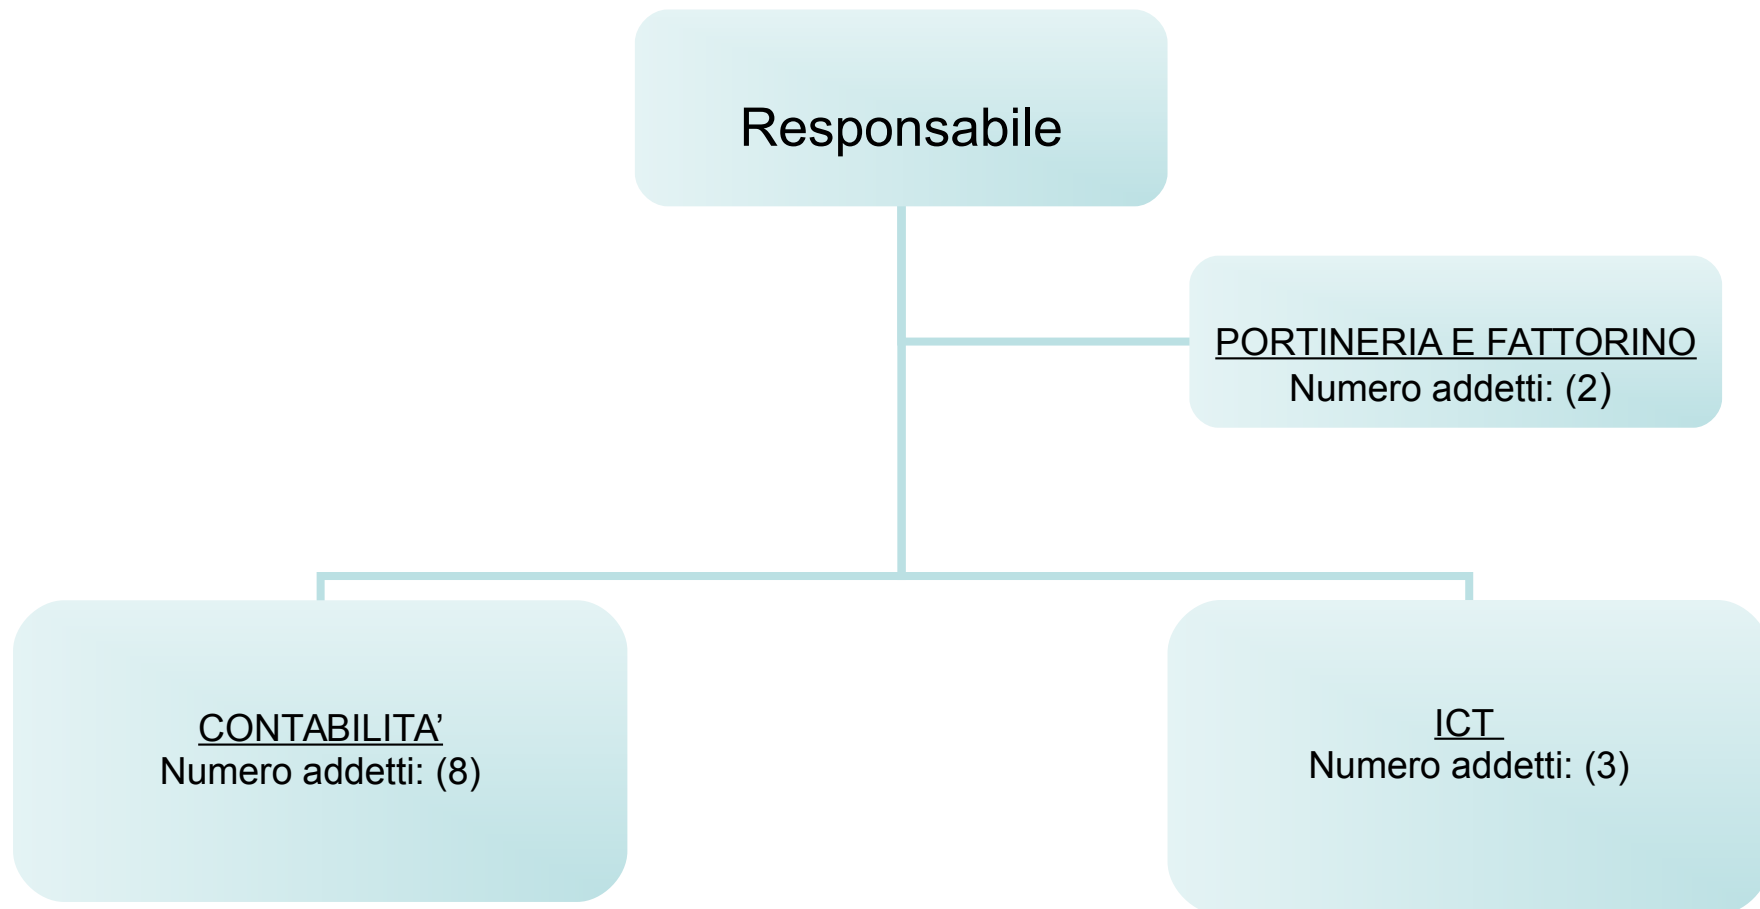 Responsabile
PORTINERIA E FATTORINO
Numero addetti: (2)
CONTABILITA’
Numero addetti: (8)
ICT
Numero addetti: (3)